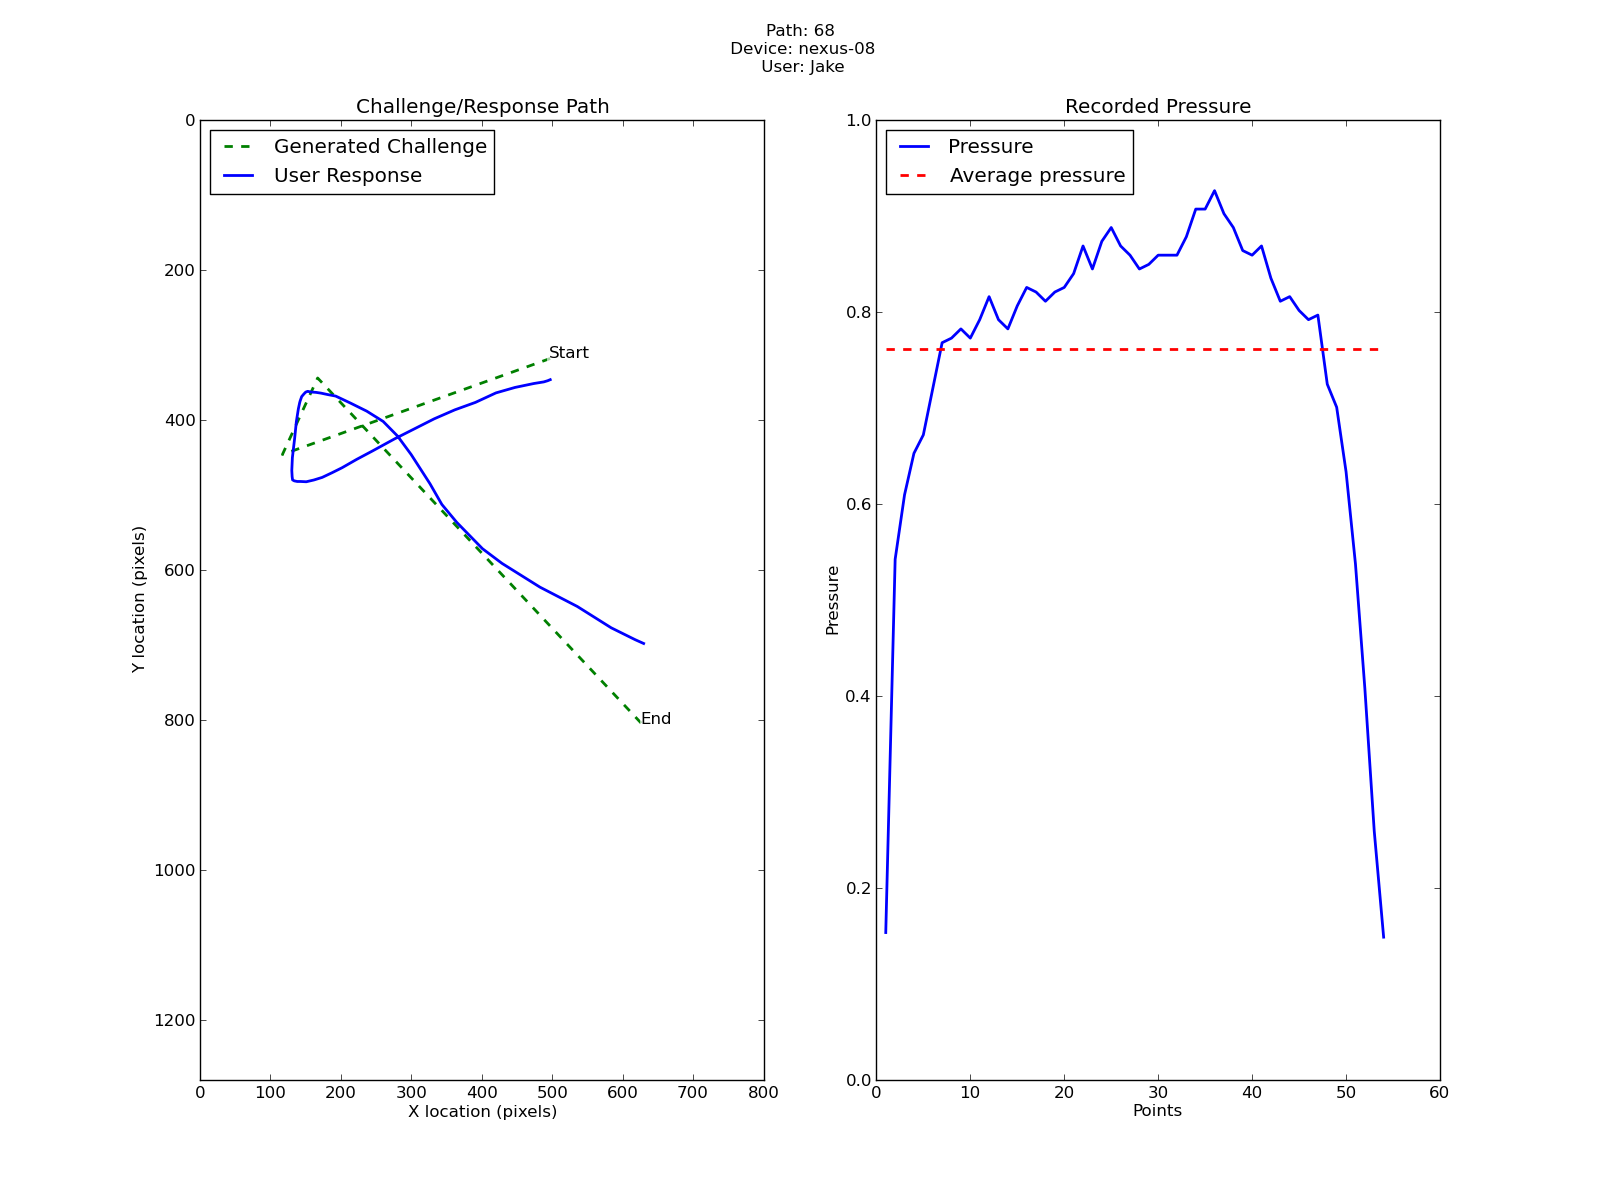 Path: 68
Device: nexus-08
User: Jake
Challenge/Response Path
Generated Challenge
User Response
Start
End
0
200
400
600
800
1000
1200
Y location (pixels)
0 100 200 300 400 500 600 700 800
X location (pixels)
Recorded Pressure
Pressure
Average pressure
1.0
0.8
0.6
0.4
0.2
0.0
Pressure
0 10 20 30 40 50 60
Points